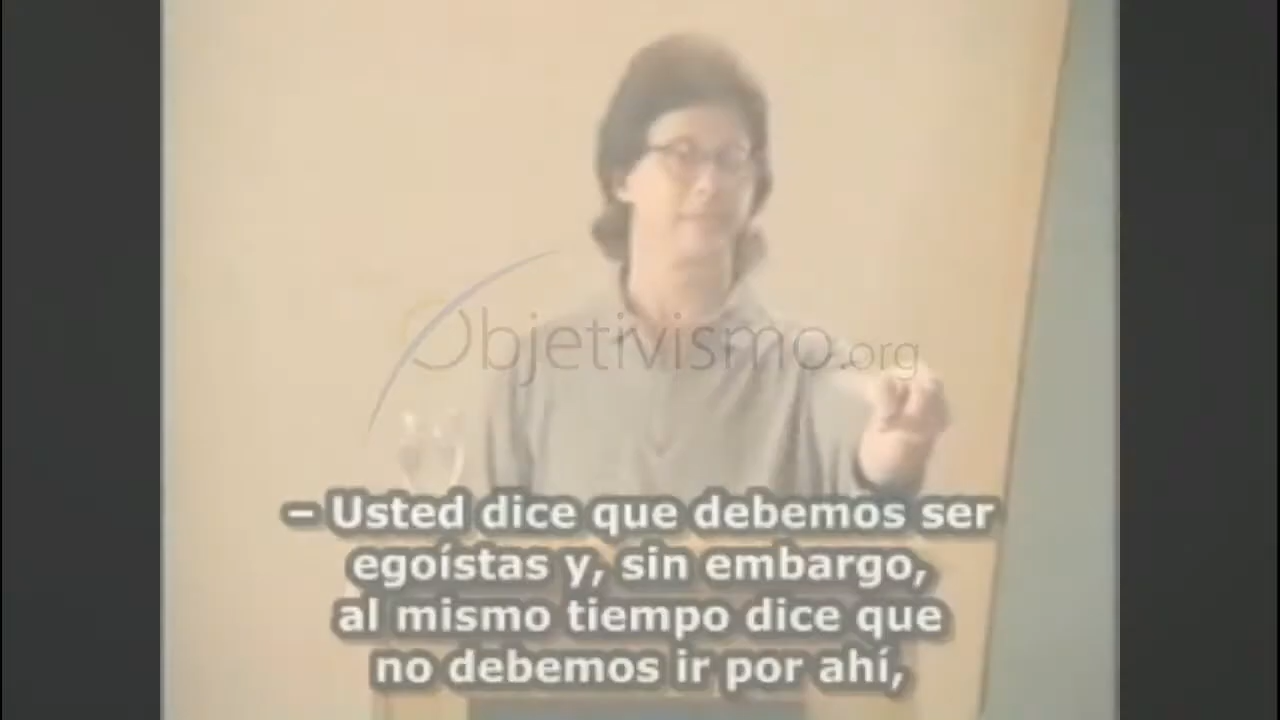 Objetivismo.org
– Usted dice que debemos ser
egoístas y, sin embargo,
al mismo tiempo dice que
no debemos ir por ahí,